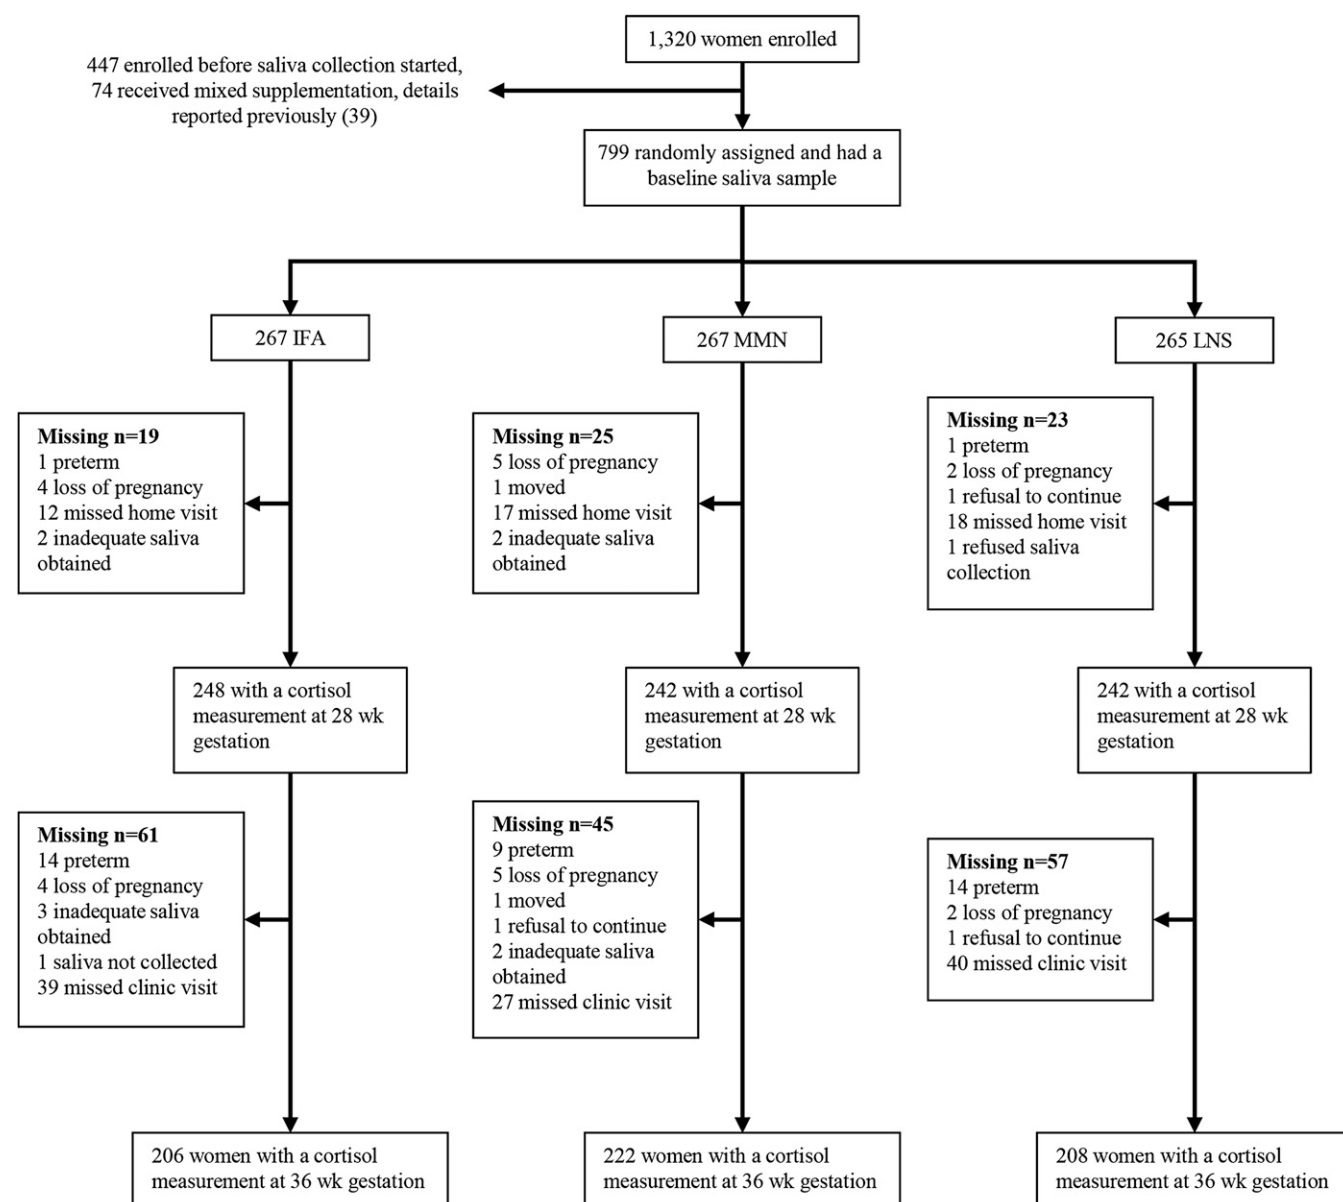 1,320 women enrolled
447 enrolled before saliva collection started,
74 received mixed supplementation, details
reported previously (39)
799 randomly assigned and had a
baseline saliva sample
267 IFA
267 MMN
265 LNS
Missing n=19
1 preterm
4 loss of pregnancy
12 missed home visit
2 inadequate saliva
obtained
Missing n=25
5 loss of pregnancy
1 moved
17 missed home visit
2 inadequate saliva
obtained
Missing n=23
1 preterm
2 loss of pregnancy
1 refusal to continue
18 missed home visit
1 refused saliva
collection
248 with a cortisol
measurement at 28 wk
gestation
242 with a cortisol
measurement at 28 wk
gestation
242 with a cortisol
measurement at 28 wk
gestation
Missing n=61
14 preterm
4 loss of pregnancy
3 inadequate saliva
obtained
1 saliva not collected
39 missed clinic visit
Missing n=45
9 preterm
5 loss of pregnancy
1 moved
1 refusal to continue
2 inadequate saliva
obtained
27 missed clinic visit
Missing n=57
14 preterm
2 loss of pregnancy
1 refusal to continue
40 missed clinic visit
206 women with a cortisol
measurement at 36 wk gestation
222 women with a cortisol
measurement at 36 wk gestation
208 women with a cortisol
measurement at 36 wk gestation